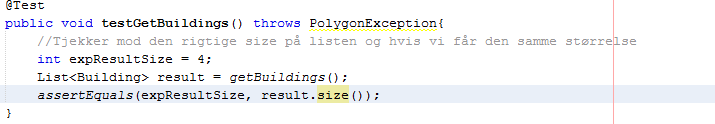 @Test
public void testGetBuildings() throws PolygonException{
//Tjekker mod den rigtige size på listen og hvis vi får den samme størrelse
int expResultSize = 4;
List<Building> result = getBuildings();
assertEquals(expResultSize, result.size());
}